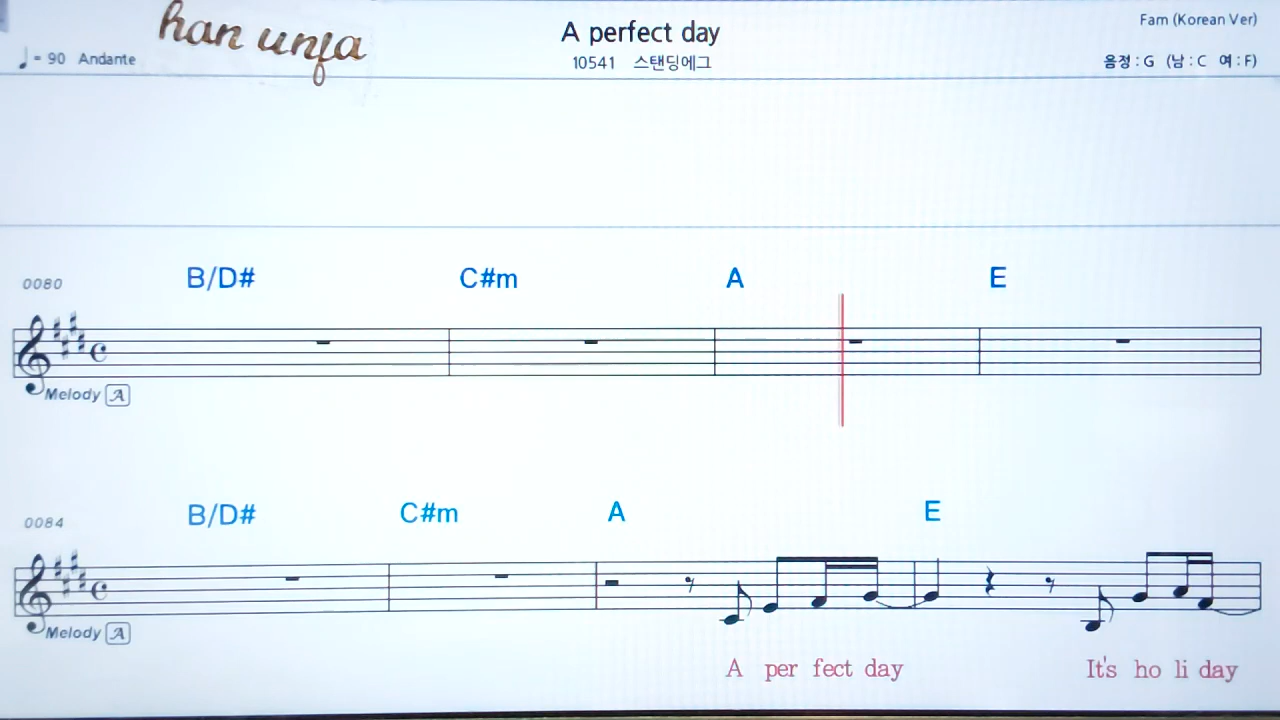 han unfa
A perfect day
Fam (Korean Ver)
♩ = 90 Andante
10541 스탠딩에그
음정 : G (남 : C 여 : F)
0080
B/D# C#m A E
Melody A
0084
B/D# C#m A E
Melody A
A per fect day It's ho li day